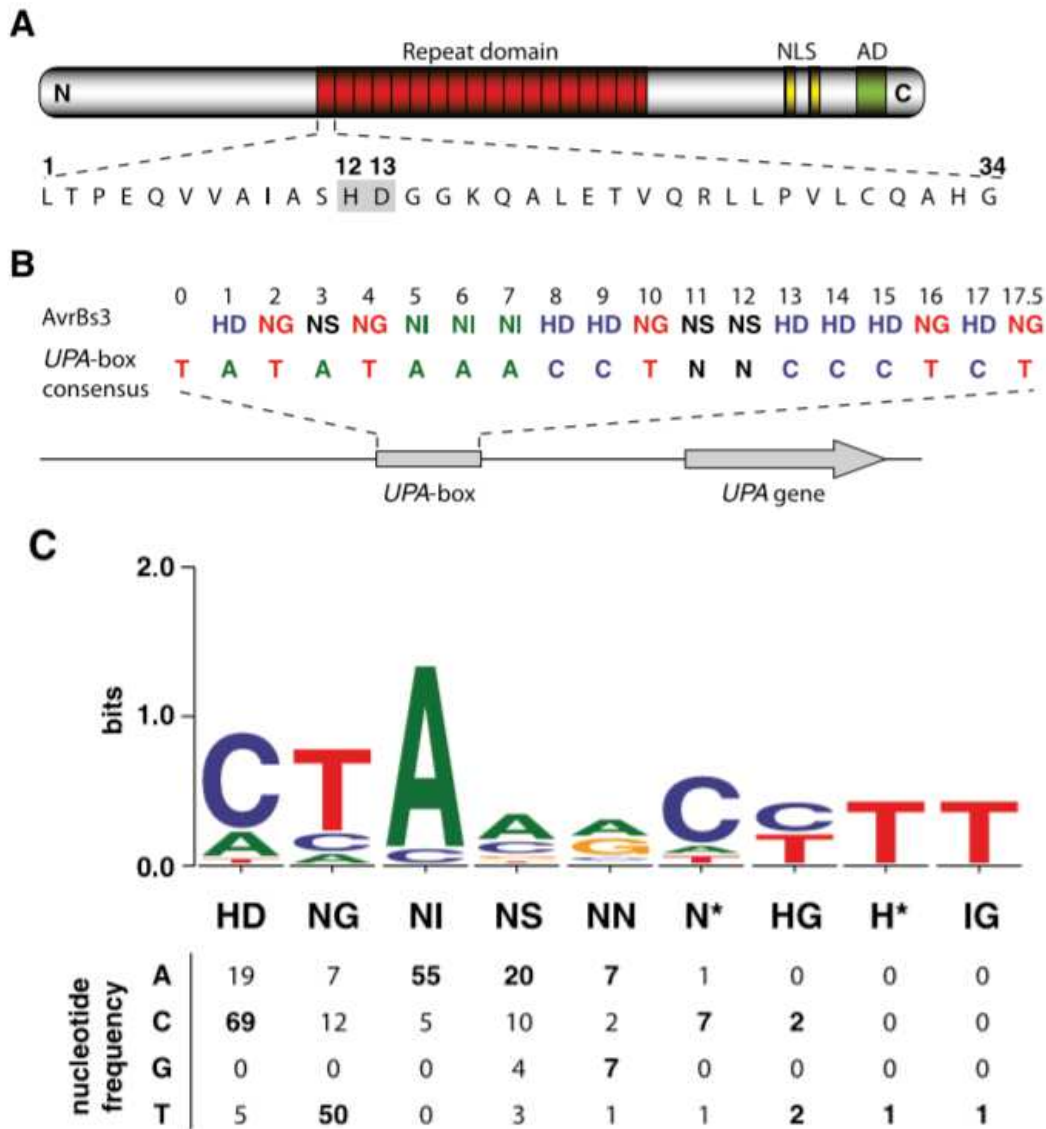 A
Repeat domain NLS AD
N C
1 12 13 34
L T P E Q V V A I A S H D G G K Q A L E T V Q R L L P V L C Q A H G
B
0 1 2 3 4 5 6 7 8 9 10 11 12 13 14 15 16 17 17.5
AvrBs3 HD NG NS NG NI NI NI HD HD NG NS NS HD HD HD NG HD NG
UPA-box
consensus T A T A T A A A C C T N N C C C T C T
UPA-box UPA gene
C
2.0
bits
1.0
0.0
C T A A A C C T T
A C C C G A T
T A T
HD NG NI NS NN N* HG H* IG
nucleotide
frequency
A 19 7 55 20 7 1 0 0 0
C 69 12 5 10 2 7 2 0 0
G 0 0 0 4 7 0 0 0 0
T 5 50 0 3 1 1 2 1 1